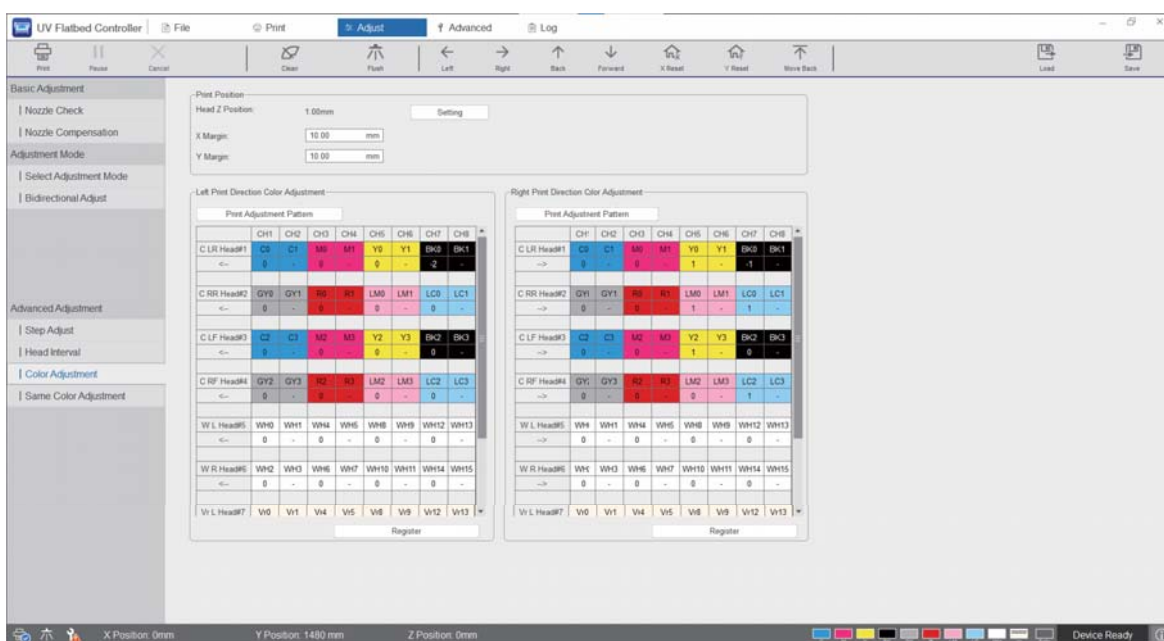 UV Flatbed Controller File Print Adjust Advanced Log
Print Pause Cancel Clean Flush Left Right Back Forward X Reset Y Reset Move Back Load Save
Basic Adjustment
Nozzle Check
Nozzle Compensation
Adjustment Mode
Select Adjustment Mode
Bidirectional Adjust
Advanced Adjustment
Step Adjust
Head Interval
Color Adjustment
Same Color Adjustment
Print Position
Head Z Position: 1.00mm Setting
X Margin: 10.00 mm
Y Margin: 10.00 mm
Left Print Direction Color Adjustment
Print Adjustment Pattern
CH1 CH2 CH3 CH4 CH5 CH6 CH7 CH8
C LR Head#1 C0 C1 M0 M1 Y0 Y1 BK0 BK1
<-- 0 - 0 - 0 - -2 -
C RR Head#2 GY0 GY1 R0 R1 LM0 LM1 LC0 LC1
<-- 0 - 0 - 0 - 0 -
C LF Head#3 C2 C3 M2 M3 Y2 Y3 BK2 BK3
<-- 0 - 0 - 0 - 0 -
C RF Head#4 GY2 GY3 R2 R3 LM2 LM3 LC2 LC3
<-- 0 - 0 - 0 - 0 -
W L Head#5 WH0 WH1 WH4 WH5 WH8 WH9 WH12 WH13
<-- 0 - 0 - 0 - 0 -
W R Head#6 WH2 WH3 WH6 WH7 WH10 WH11 WH14 WH15
<-- 0 - 0 - 0 - 0 -
Vr L Head#7 Vr0 Vr1 Vr4 Vr5 Vr8 Vr9 Vr12 Vr13
Register
Right Print Direction Color Adjustment
Print Adjustment Pattern
CH1 CH2 CH3 CH4 CH5 CH6 CH7 CH8
C LR Head#1 C0 C1 M0 M1 Y0 Y1 BK0 BK1
--> 0 - 0 - 1 - -1 -
C RR Head#2 GY1 R0 R1 LM0 LM1 LC0 LC1
--> 0 - 0 - 1 - 1 -
C LF Head#3 C2 C3 M2 M3 Y2 Y3 BK2 BK3
--> 0 - 0 - 1 - 0 -
C RF Head#4 GY3 R2 R3 LM2 LM3 LC2 LC3
--> 0 - 0 - 0 - 1 -
W L Head#5 WH1 WH4 WH5 WH8 WH9 WH12 WH13
--> 0 - 0 - 0 - 0 -
W R Head#6 WH3 WH6 WH7 WH10 WH11 WH14 WH15
--> 0 - 0 - 0 - 0 -
Vr L Head#7 Vr0 Vr1 Vr4 Vr5 Vr8 Vr9 Vr12 Vr13
Register
X Position: 0mm Y Position: 1480 mm Z Position: 0mm Device Ready